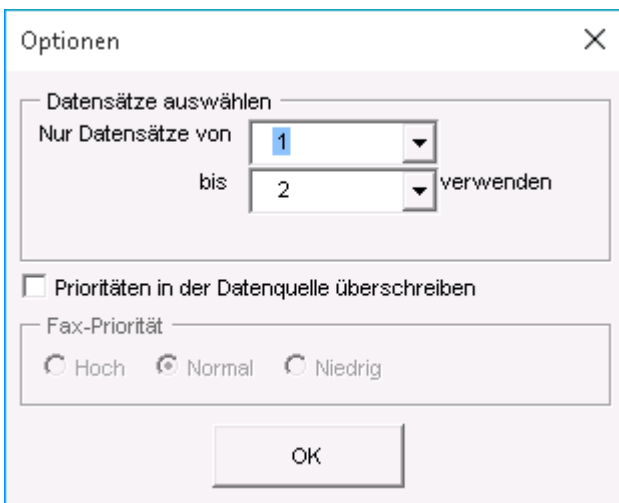 Optionen
Datensätze auswählen
Nur Datensätze von 1
bis 2 verwenden
Prioritäten in der Datenquelle überschreiben
Fax-Priorität
Hoch Normal Niedrig
OK